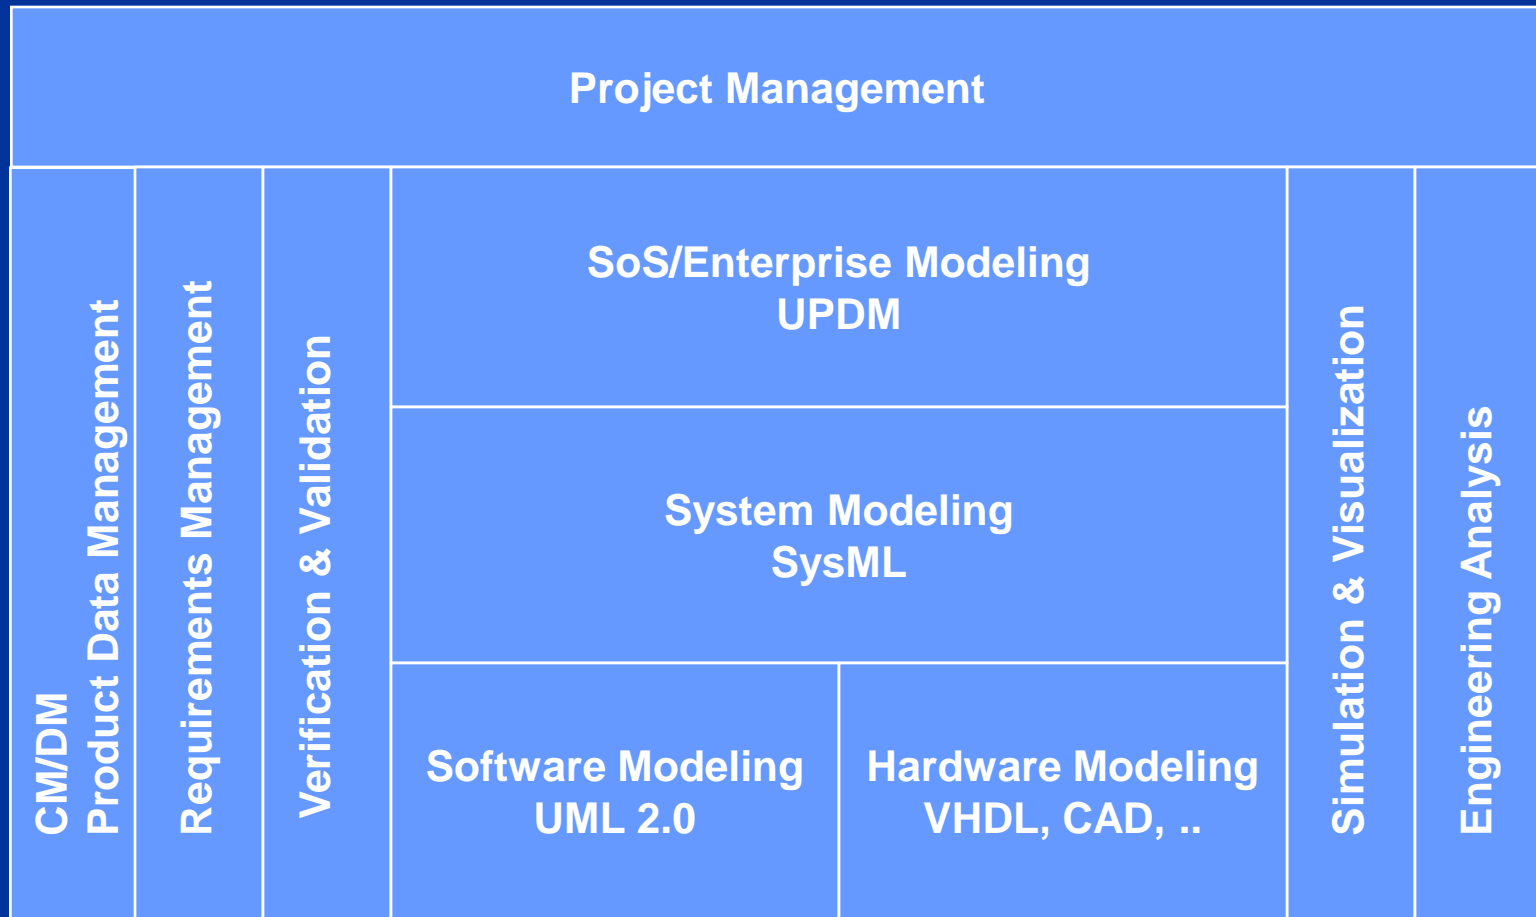 Project Management
CM/DM
Product Data Management
Requirements Management
Verification & Validation
SoS/Enterprise Modeling
UPDM
System Modeling
SysML
Software Modeling
UML 2.0
Hardware Modeling
VHDL, CAD, ..
Simulation & Visualization
Engineering Analysis